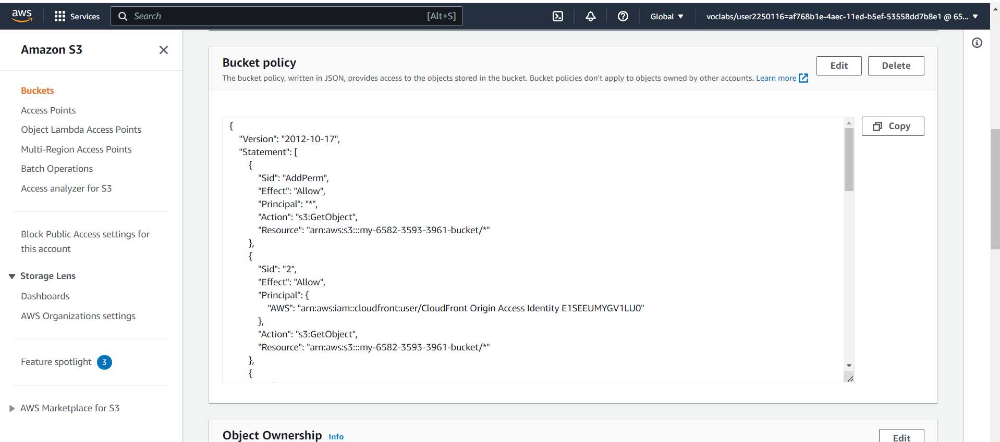 aws
Services
Search
[Alt+S]
Global
voclabs/user2250116=af768b1e-4aec-11ed-b5ef-53558dd7b8e1 @ 65...
Amazon S3
Buckets
Access Points
Object Lambda Access Points
Multi-Region Access Points
Batch Operations
Access analyzer for S3
Block Public Access settings for
this account
Storage Lens
Dashboards
AWS Organizations settings
Feature spotlight 3
AWS Marketplace for S3
Bucket policy
Edit
Delete
The bucket policy, written in JSON, provides access to the objects stored in the bucket. Bucket policies don't apply to objects owned by other accounts. Learn more
Copy
{
"Version": "2012-10-17",
"Statement": [
{
"Sid": "AddPerm",
"Effect": "Allow",
"Principal": "*",
"Action": "s3:GetObject",
"Resource": "arn:aws:s3:::my-6582-3593-3961-bucket/*"
},
{
"Sid": "2",
"Effect": "Allow",
"Principal": {
"AWS": "arn:aws:iam::cloudfront:user/CloudFront Origin Access Identity E1SEEUMYGV1LU0"
},
"Action": "s3:GetObject",
"Resource": "arn:aws:s3:::my-6582-3593-3961-bucket/*"
},
{
Object Ownership Info
Edit